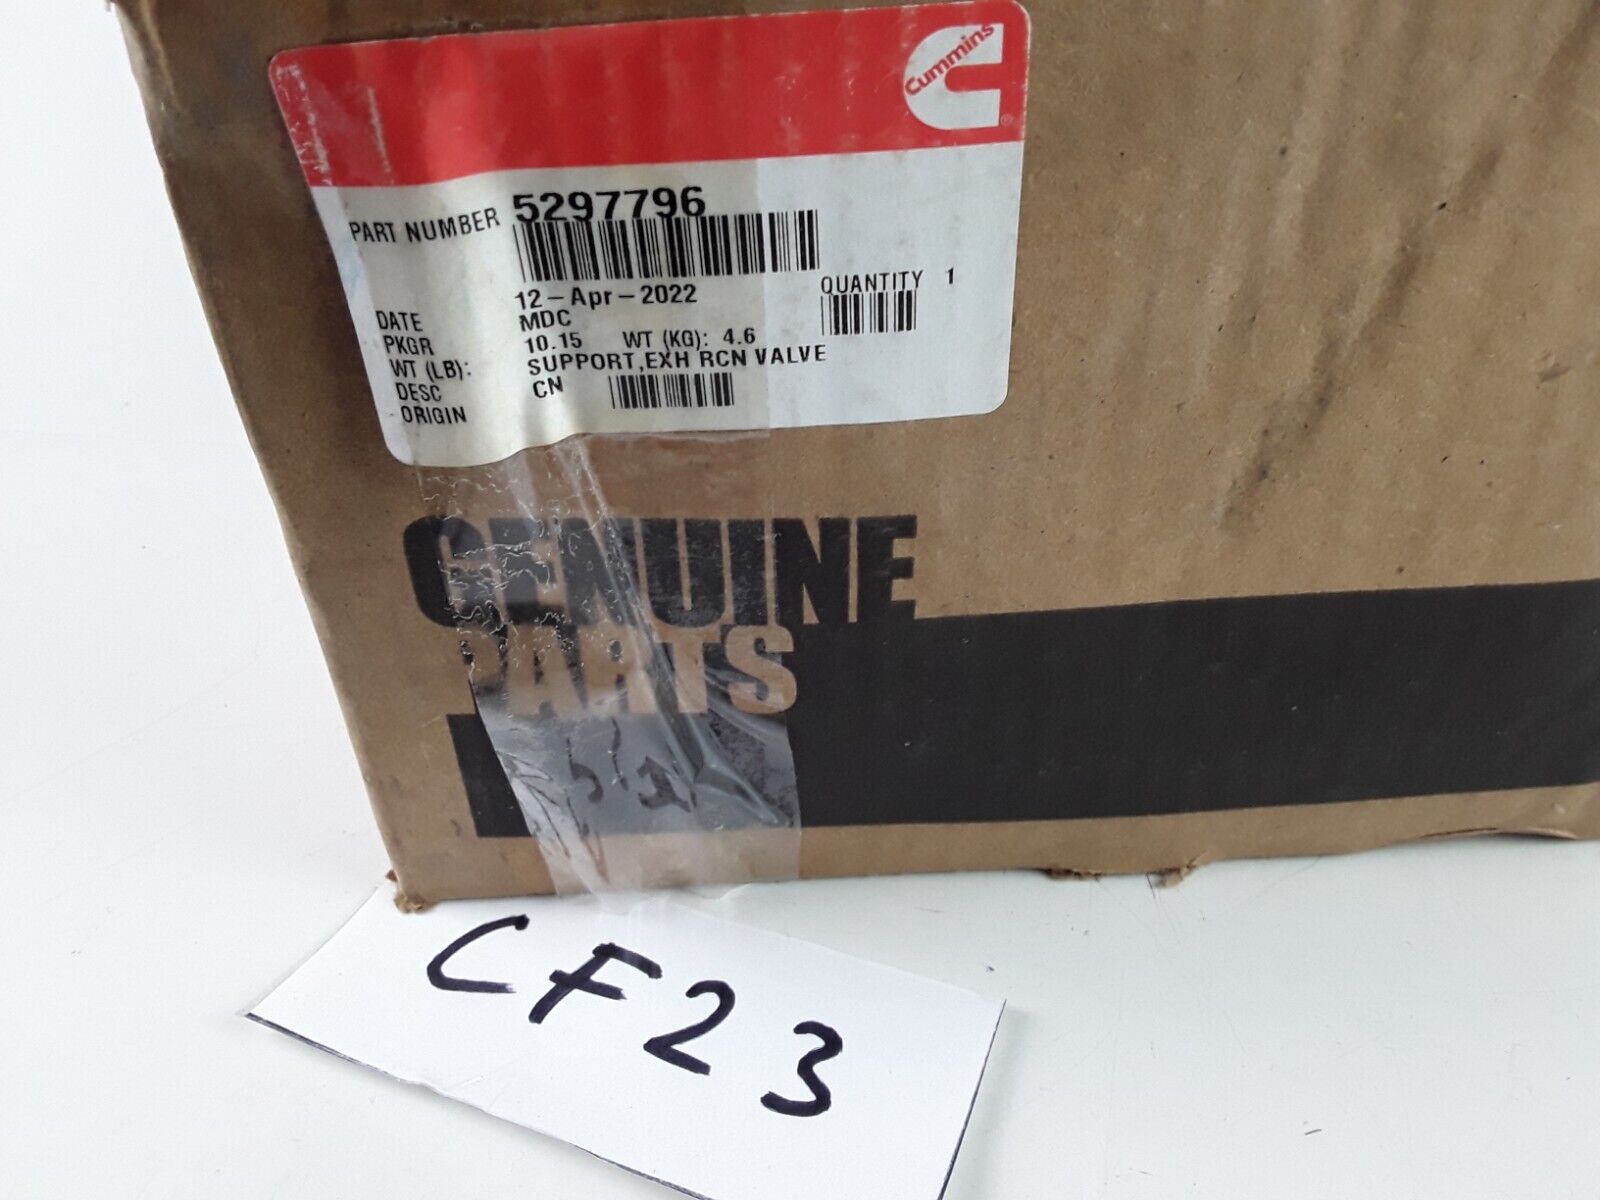 Cummins
PART NUMBER 5297796
DATE 12-Apr-2022 QUANTITY 1
PKGR MDC
WT (LB): 10.15 WT (KG): 4.6
DESC SUPPORT,EXH RCN VALVE
ORIGIN CN
GENUINE
PARTS
CF23